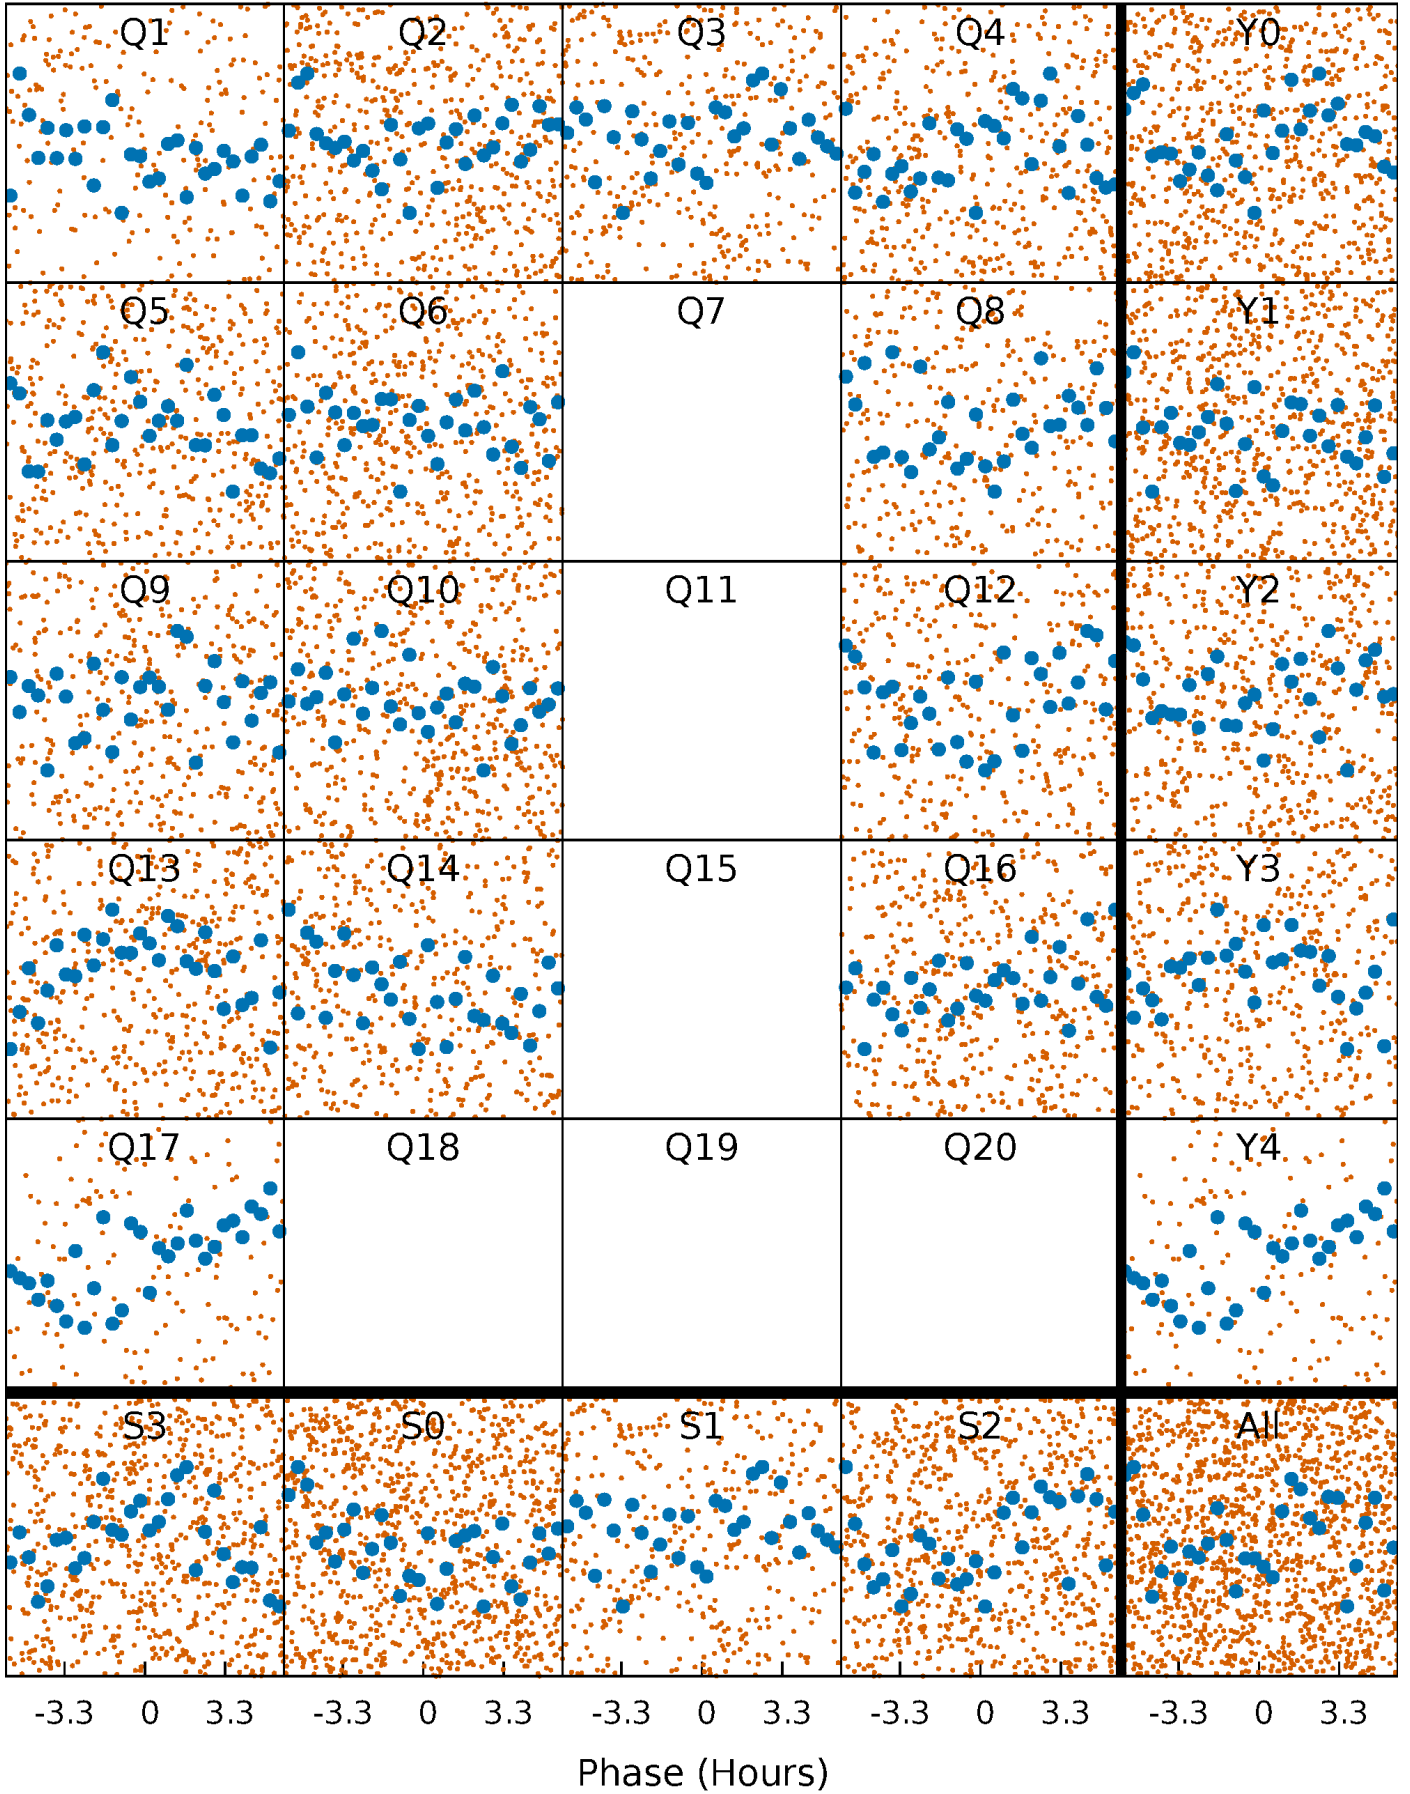 Q1 Q2 Q3 Q4 Y0
Q5 Q6 Q7 Q8 Y1
Q9 Q10 Q11 Q12 Y2
Q13 Q14 Q15 Q16 Y3
Q17 Q18 Q19 Q20 Y4
S3 S0 S1 S2 All
-3.3 0 3.3 -3.3 0 3.3 -3.3 0 3.3 -3.3 0 3.3 -3.3 0 3.3
Phase (Hours)